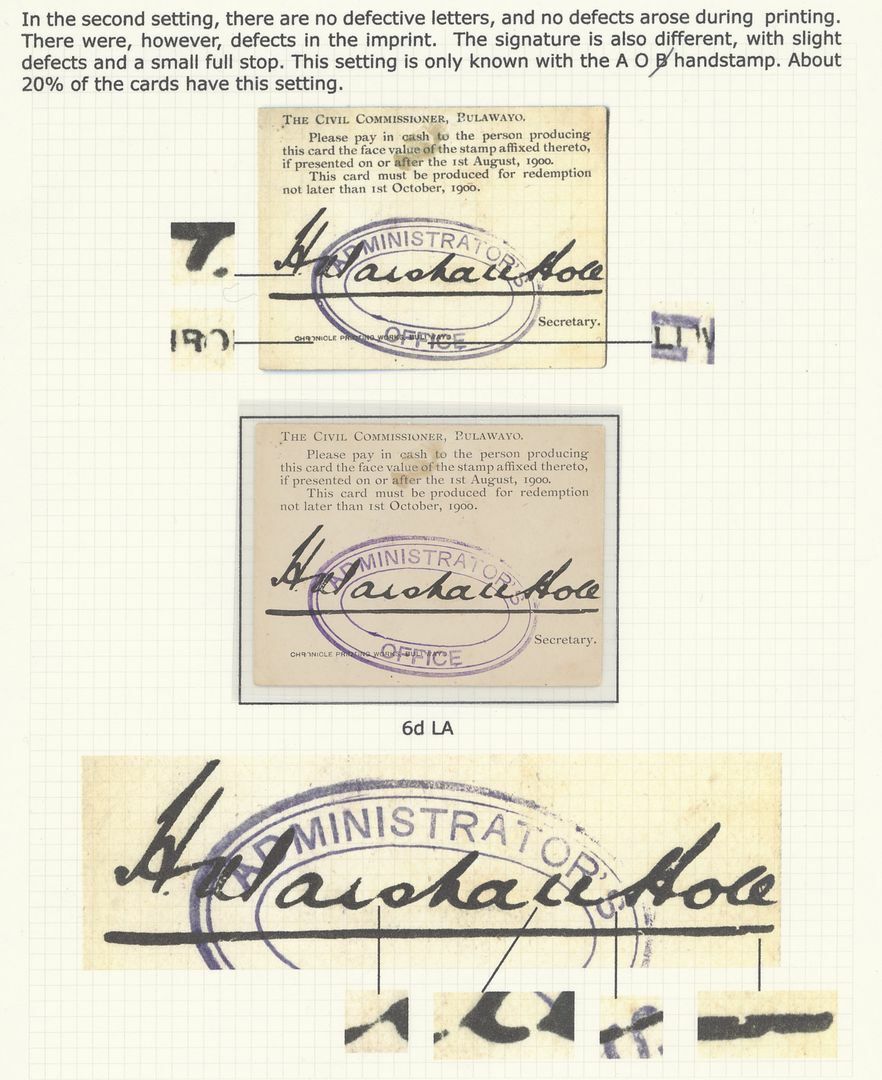 In the second setting, there are no defective letters, and no defects arose during printing.
There were, however, defects in the imprint. The signature is also different, with slight
defects and a small full stop. This setting is only known with the A O B handstamp. About
20% of the cards have this setting.
THE CIVIL COMMISSIONER, BULAWAYO.
Please pay in cash to the person producing
this card the face value of the stamp affixed thereto,
if presented on or after the 1st August, 1900.
This card must be produced for redemption
not later than 1st October, 1900.
ADMINISTRATOR'S
H. Marshall Hole
Secretary.
CHRONICLE PRINTING WORKS, BULAWAYO
OFFICE
THE CIVIL COMMISSIONER, BULAWAYO.
Please pay in cash to the person producing
this card the face value of the stamp affixed thereto,
if presented on or after the 1st August, 1900.
This card must be produced for redemption
not later than 1st October, 1900.
ADMINISTRATOR'S
H. Marshall Hole
Secretary.
CHRONICLE PRINTING WORKS, BULAWAYO
OFFICE
6d LA
ADMINISTRATOR'S
H. Marshall Hole